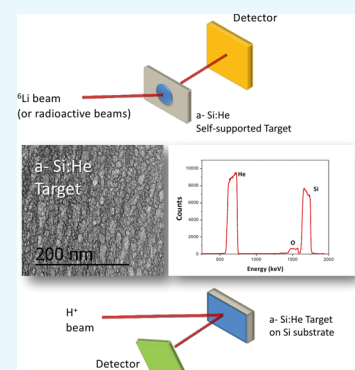 Detector
⁶Li beam
(or radioactive beams)
a- Si:He
Self-supported Target
a- Si:He
Target
200 nm
Counts
10000
8000
6000
4000
2000
0
He
Si
O
500
1000
1500
2000
Energy (keV)
H⁺
beam
a- Si:He Target
on Si substrate
Detector